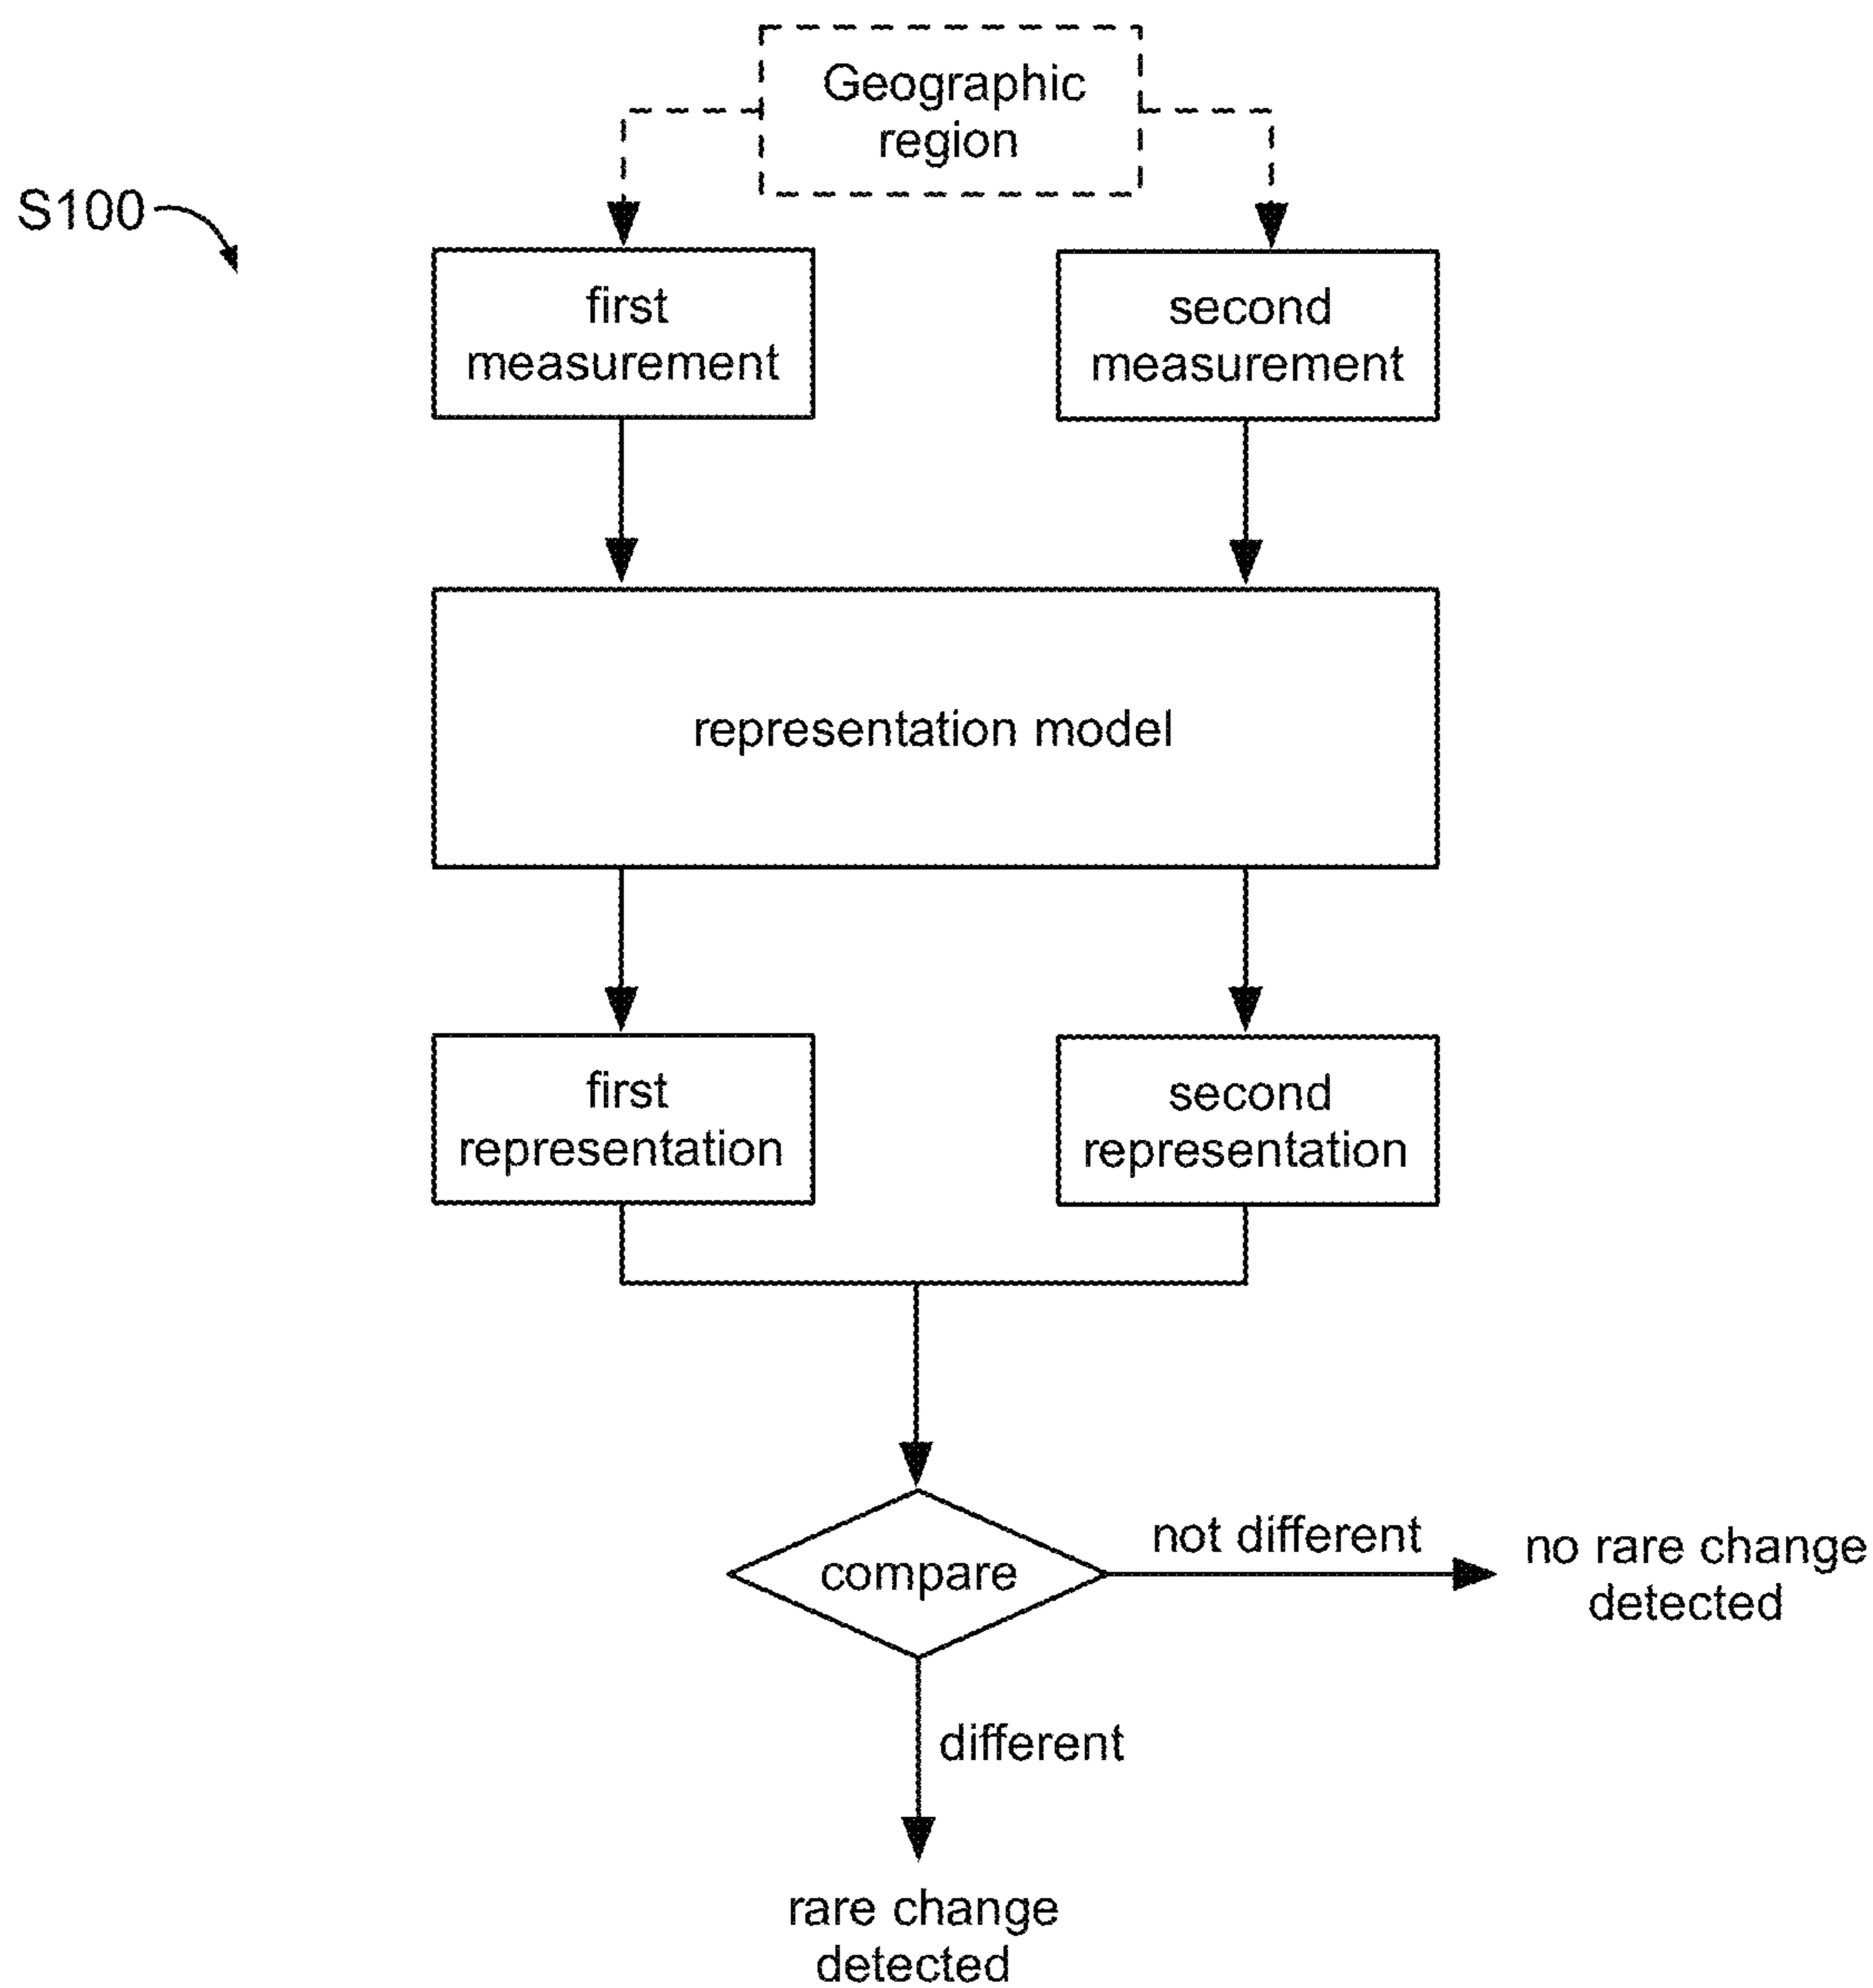 Geographic
region
S100
first
measurement
second
measurement
representation model
first
representation
second
representation
compare
not different
no rare change
detected
different
rare change
detected